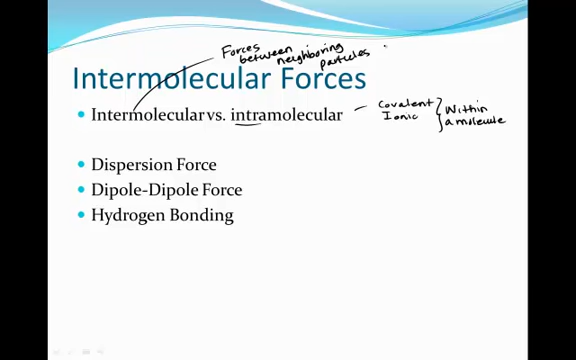 Forces
between neighboring
particles
Intermolecular Forces
Intermolecular vs. intramolecular
Covalent
Ionic
Within
a molecule
Dispersion Force
Dipole-Dipole Force
Hydrogen Bonding